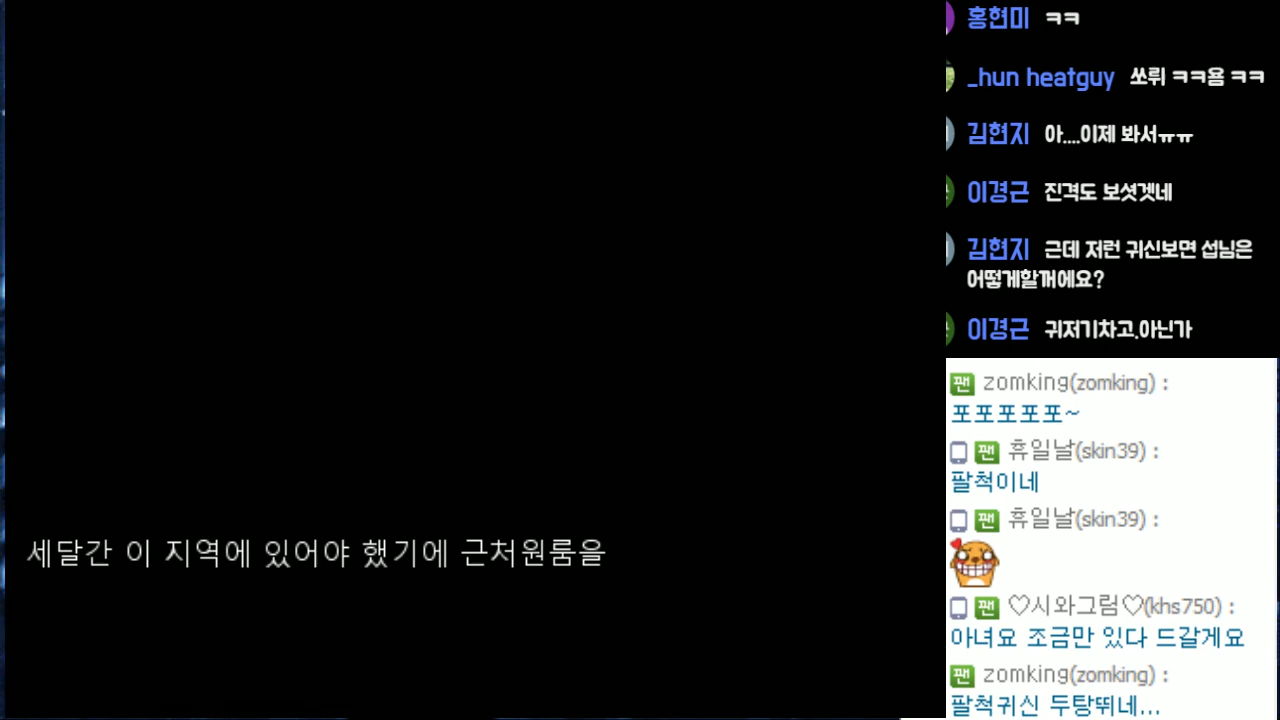 세달간 이 지역에 있어야 했기에 근처원룸을
홍현미 ㅋㅋ
_hun heatguy 쏘뤼 ㅋㅋ욤 ㅋㅋ
김현지 아....이제 봐서ㅠㅠ
이경근 진격도 보셧겟네
김현지 근데 저런 귀신보면 섭님은
어떻게할꺼에요?
이경근 귀저기차고.아닌가
팬 zomking(zomking) :
포포포포포~
팬 휴일날(skin39) :
팔척이네
팬 휴일날(skin39) :
팬 ♡시와그림♡(khs750) :
아녀요 조금만 있다 드갈게요
팬 zomking(zomking) :
팔척귀신 두탕뛰네...